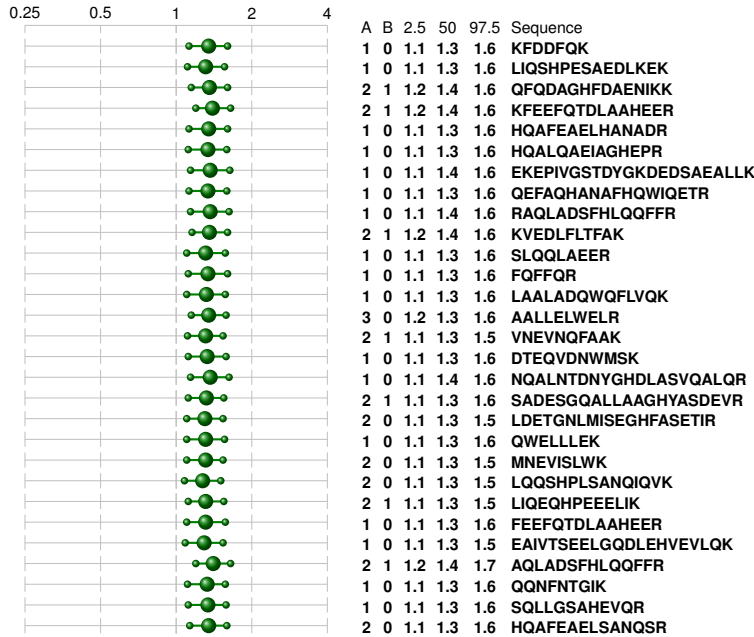 0.25 0.5 1 2 4
A B 2.5 50 97.5 Sequence
1 0 1.1 1.3 1.6 KFDDFQK
1 0 1.1 1.3 1.6 LIQSHPESAEDLKEK
2 1 1.2 1.4 1.6 QFQDAGHFDAENIKK
2 1 1.2 1.4 1.6 KFEEFQTDLAAHEER
1 0 1.1 1.3 1.6 HQAFEAELHANADR
1 0 1.1 1.3 1.6 HQALQAEIAGHEPR
1 0 1.1 1.4 1.6 EKEPIVGSTDYGKDEDSAEALLK
1 0 1.1 1.3 1.6 QEFAQHANAFHQWIQETR
1 0 1.1 1.4 1.6 RAQLADSFHLQQFFR
2 1 1.2 1.4 1.6 KVEDLFLTFAK
1 0 1.1 1.3 1.6 SLQQLAEER
1 0 1.1 1.3 1.6 FQFFQR
1 0 1.1 1.3 1.6 LAALADQWQFLVQK
3 0 1.2 1.3 1.6 AALLELWELR
2 1 1.1 1.3 1.5 VNEVNQFAAK
1 0 1.1 1.3 1.6 DTEQVDNWMSK
1 0 1.1 1.4 1.6 NQALNTDNYGHDLASVQALQR
2 1 1.1 1.3 1.6 SADESGQALLAAGHYASDEVR
2 0 1.1 1.3 1.5 LDETGNLMISEGHFASETIR
1 0 1.1 1.3 1.6 QWELLLEK
2 0 1.1 1.3 1.5 MNEVISLWK
2 0 1.1 1.3 1.5 LQQSHPLSANQIQVK
2 1 1.1 1.3 1.5 LIQEQHPEEELIK
1 0 1.1 1.3 1.6 FEEFQTDLAAHEER
1 0 1.1 1.3 1.5 EAIVTSEELGQDLEHVEVLQK
2 1 1.2 1.4 1.7 AQLADSFHLQQFFR
1 0 1.1 1.3 1.6 QQNFNTGIK
1 0 1.1 1.3 1.6 SQLLGSAHEVQR
2 0 1.1 1.3 1.6 HQAFEAELSANQSR